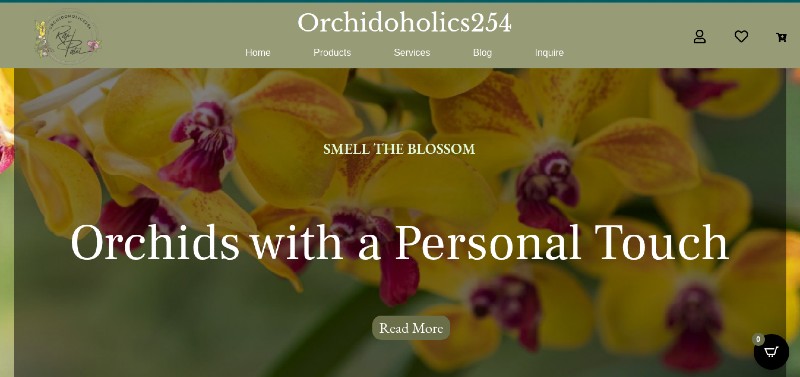 Orchidoholics254
Home Products Services Blog Inquire
SMELL THE BLOSSOM
Orchids with a Personal Touch
Read More
0